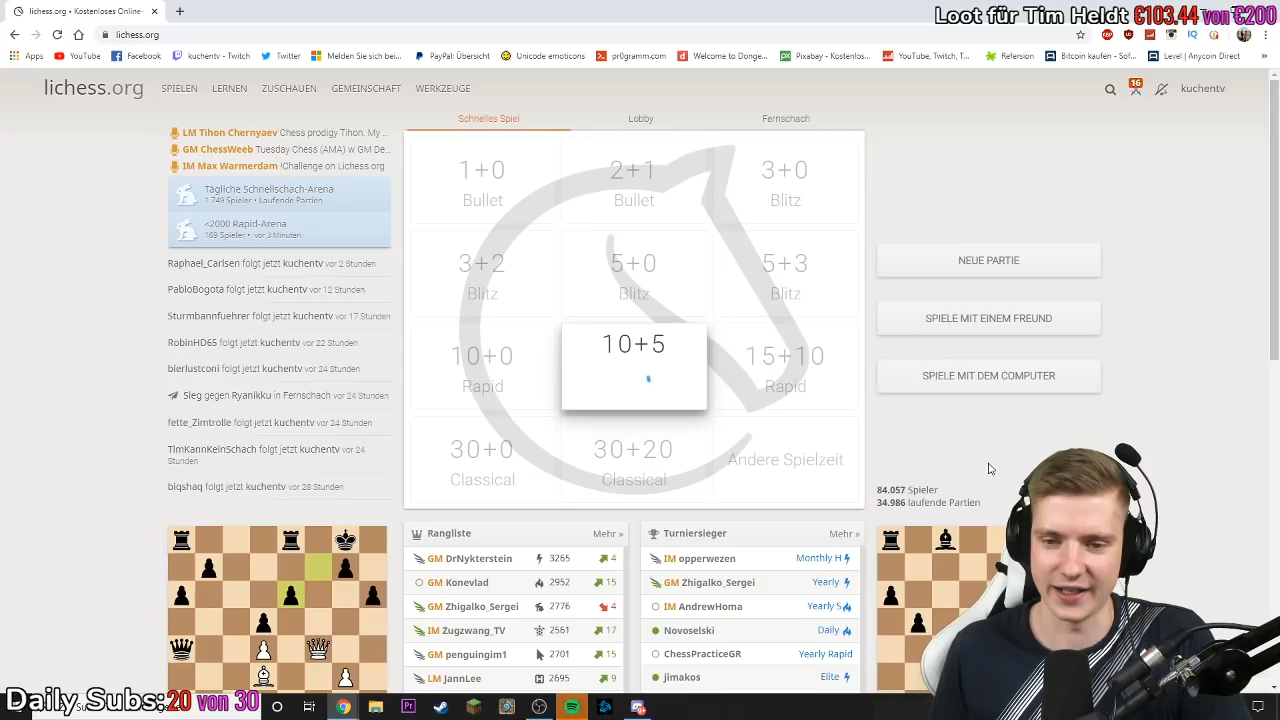 lichess.org • Kostenloses Online-
Loot für Tim Heldt €103.44 von €200
lichess.org
Apps YouTube Facebook kuchentv - Twitch Twitter Melden Sie sich bei... PayPal: Übersicht Unicode emoticons pr0gramm.com Welcome to Donge... Pixabay - Kostenlos... YouTube, Twitch, T... Refersion Bitcoin kaufen - Sof... Level | Anycoin Direct
lichess.org SPIELEN LERNEN ZUSCHAUEN GEMEINSCHAFT WERKZEUGE 16 kuchentv
Schnelles Spiel Lobby Fernschach
LM Tihon Chernyaev Chess prodigy Tihon. My ...
GM ChessWeeb Tuesday Chess (AMA) w GM De...
IM Max Warmerdam !Challenge on Lichess.org
Tägliche Schnellschach-Arena
1.749 Spieler • Laufende Partien
<2000 Rapid-Arena
169 Spieler • vor 3 Minuten
Raphael_Carlsen folgt jetzt kuchentv vor 2 Stunden
PabloBogota folgt jetzt kuchentv vor 12 Stunden
Sturmbannfuehrer folgt jetzt kuchentv vor 17 Stunden
RobinHD65 folgt jetzt kuchentv vor 22 Stunden
bierlustconi folgt jetzt kuchentv vor 24 Stunden
Sieg gegen Ryanikku in Fernschach vor 24 Stunden
fette_Zimtrolle folgt jetzt kuchentv vor 24 Stunden
TimKannKeinSchach folgt jetzt kuchentv vor 24
Stunden
biqshaq folgt jetzt kuchentv vor 28 Stunden
1+0 2+1 3+0
Bullet Bullet Blitz
3+2 5+0 5+3
Blitz Blitz Blitz
10+0 10+5 15+10
Rapid Rapid
30+0 30+20 Andere Spielzeit
Classical Classical
NEUE PARTIE
SPIELE MIT EINEM FREUND
SPIELE MIT DEM COMPUTER
84.057 Spieler
34.986 laufende Partien
Rangliste Mehr »
GM DrNykterstein 3265 4
GM Konevlad 2952 15
GM Zhigalko_Sergei 2776 4
IM Zugzwang_TV 2561 17
GM penguingim1 2701 15
LM JannLee 2695 9
Turniersieger Mehr »
IM opperwezen Monthly H
GM Zhigalko_Sergei Yearly
IM AndrewHoma Yearly S
Novoselski Daily
ChessPracticeGR Yearly Rapid
jimakos Elite
Daily Subs: 20 von 30